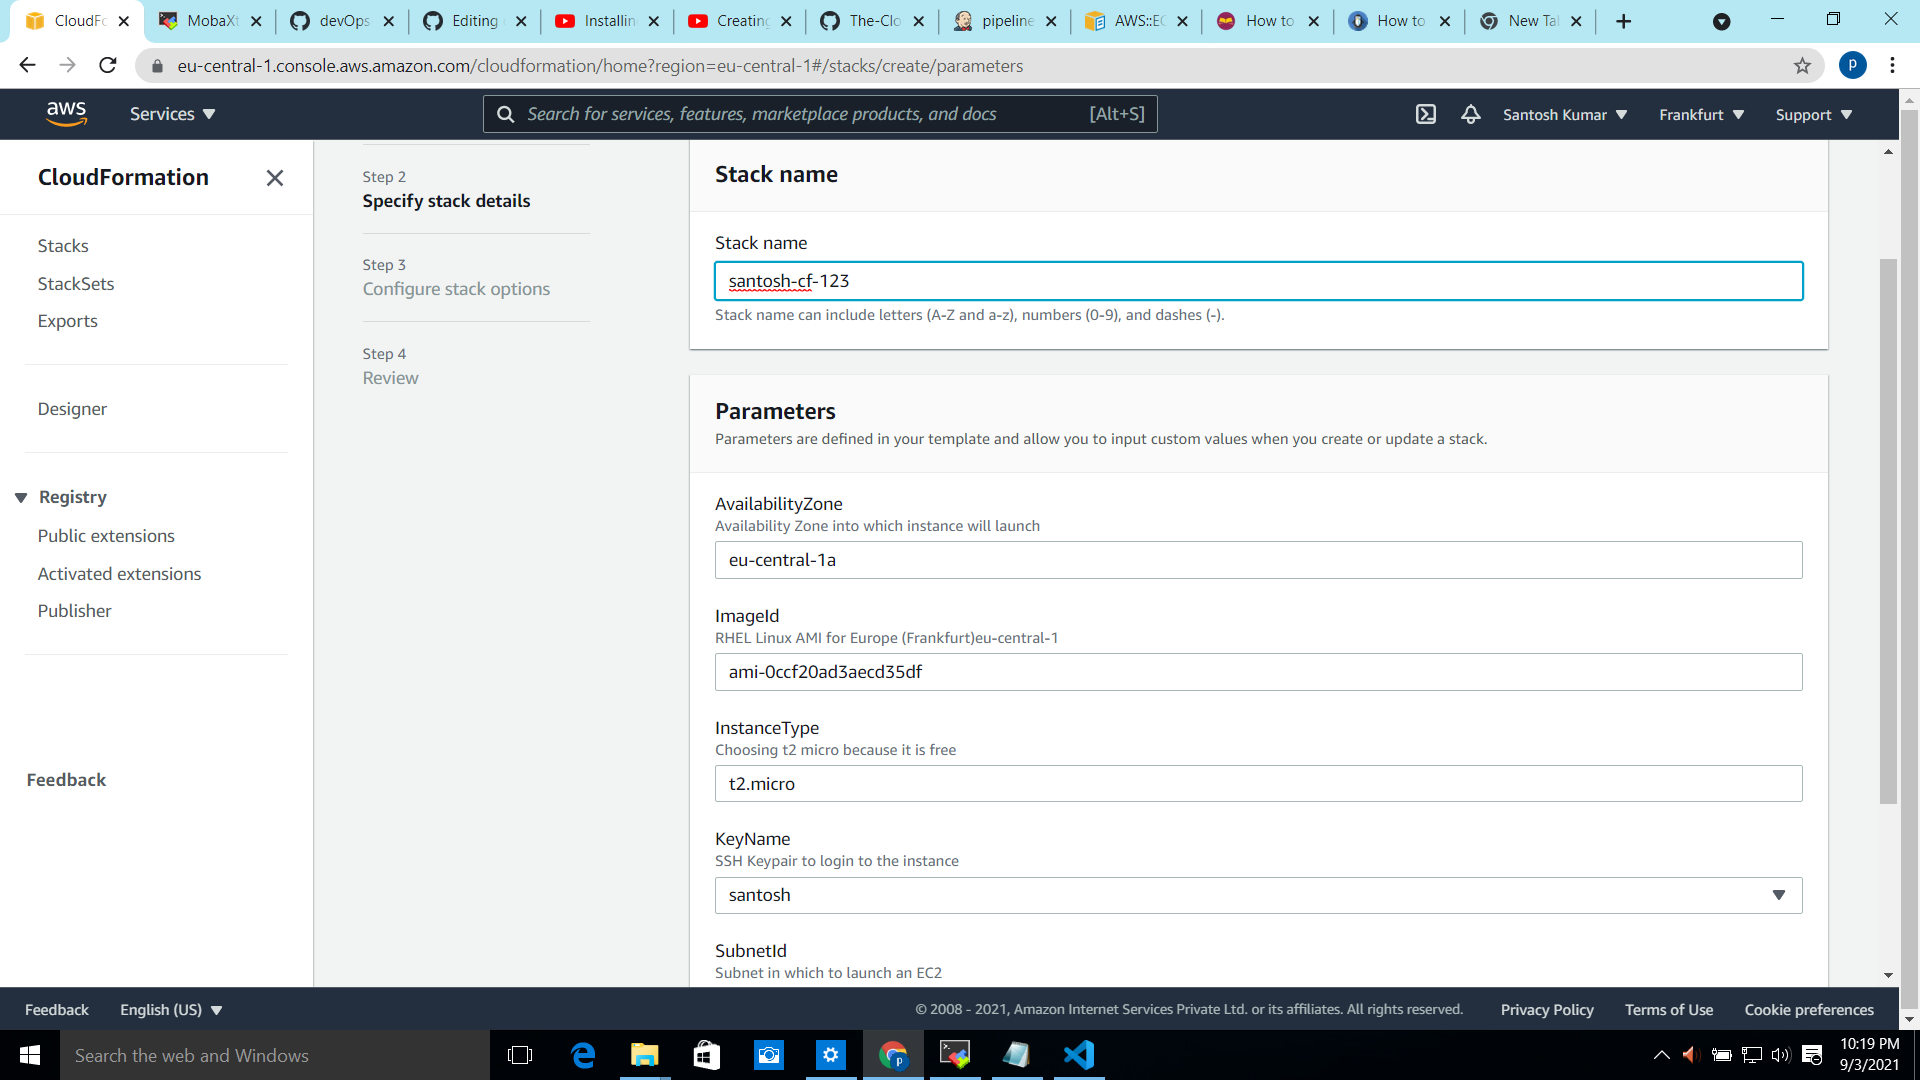 CloudFo
MobaXt
devOps
Editing
Installin
Creating
The-Clo
pipeline
AWS::EC
How to
How to
New Tab
eu-central-1.console.aws.amazon.com/cloudformation/home?region=eu-central-1#/stacks/create/parameters
p
aws
Services
Search for services, features, marketplace products, and docs
[Alt+S]
Santosh Kumar
Frankfurt
Support
CloudFormation
Stacks
StackSets
Exports
Designer
Registry
Public extensions
Activated extensions
Publisher
Feedback
Step 2
Specify stack details
Step 3
Configure stack options
Step 4
Review
Stack name
Stack name
santosh-cf-123
Stack name can include letters (A-Z and a-z), numbers (0-9), and dashes (-).
Parameters
Parameters are defined in your template and allow you to input custom values when you create or update a stack.
AvailabilityZone
Availability Zone into which instance will launch
eu-central-1a
ImageId
RHEL Linux AMI for Europe (Frankfurt)eu-central-1
ami-0ccf20ad3aecd35df
InstanceType
Choosing t2 micro because it is free
t2.micro
KeyName
SSH Keypair to login to the instance
santosh
SubnetId
Subnet in which to launch an EC2
Feedback
English (US)
© 2008 - 2021, Amazon Internet Services Private Ltd. or its affiliates. All rights reserved.
Privacy Policy
Terms of Use
Cookie preferences
Search the web and Windows
p
10:19 PM
9/3/2021